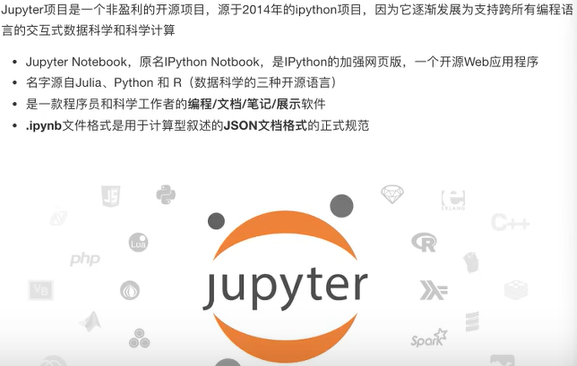 Jupyter项目是一个非盈利的开源项目，源于2014年的ipython项目，因为它逐渐发展为支持跨所有编程语
言的交互式数据科学和科学计算
• Jupyter Notebook，原名IPython Notbook，是IPython的加强网页版，一个开源Web应用程序
• 名字源自Julia、Python 和 R（数据科学的三种开源语言）
• 是一款程序员和科学工作者的编程/文档/笔记/展示软件
• .ipynb文件格式是用于计算型叙述的JSON文档格式的正式规范
JS
ERLANG
C++
Lua
R
php
jupyter
VB
Spark